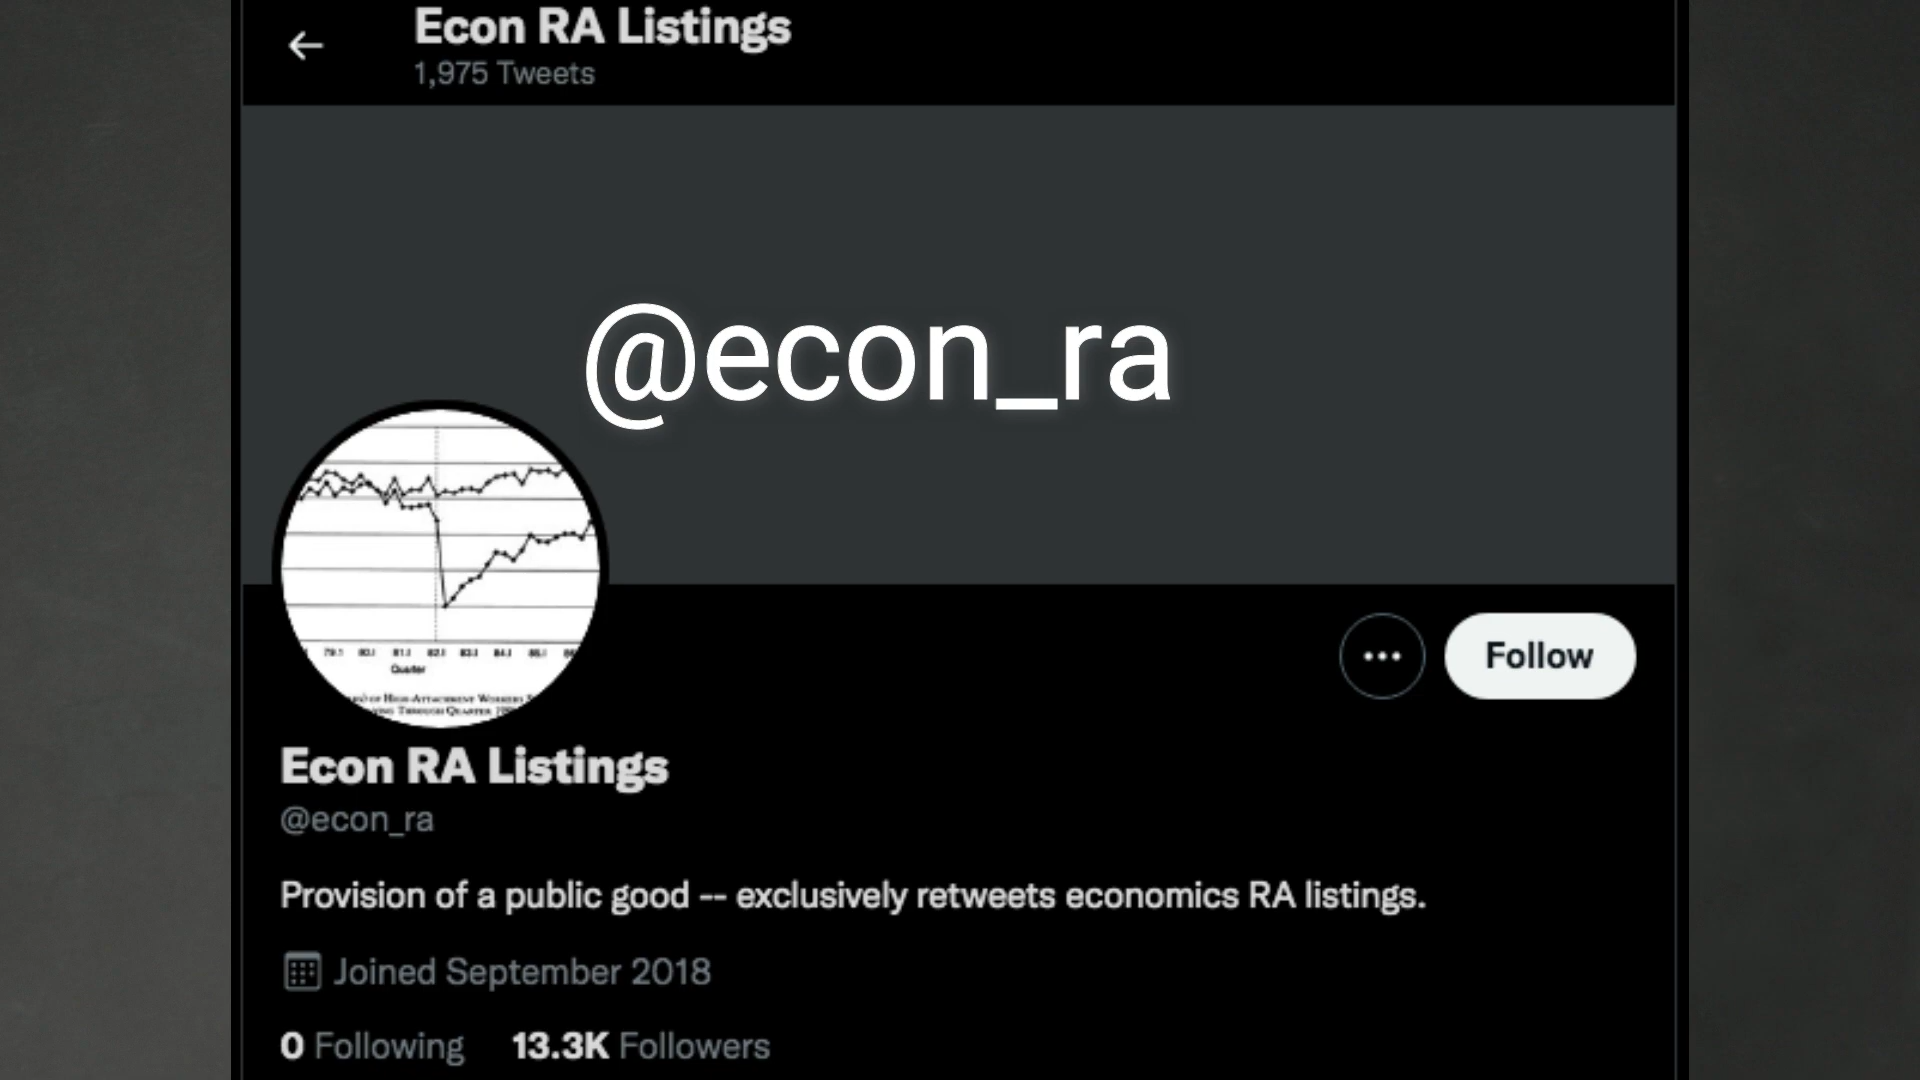 Econ RA Listings
1,975 Tweets
@econ_ra
Quarter
Follow
Econ RA Listings
@econ_ra
Provision of a public good -- exclusively retweets economics RA listings.
Joined September 2018
0 Following 13.3K Followers